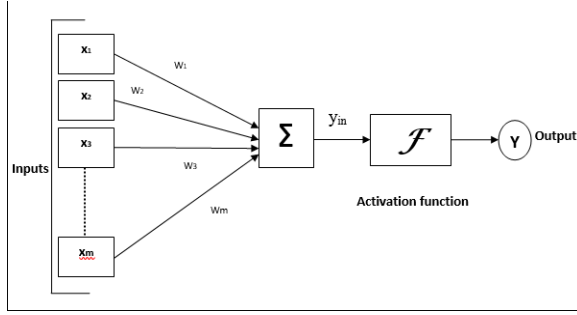 x₁
W₁
x₂
W₂
x₃
Inputs
W₃
Wm
xm
Σ
yin
ℱ
Y
Output
Activation function